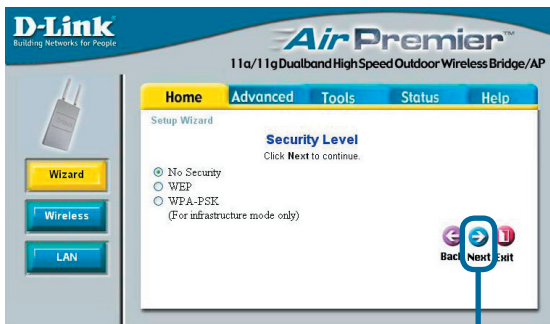 D-Link
Building Networks for People
Air Premier™
11a/11g Dualband High Speed Outdoor Wireless Bridge/AP
Home Advanced Tools Status Help
Setup Wizard
Security Level
Click Next to continue.
Wizard
No Security
WEP
WPA-PSK
(For infrastructure mode only)
Wireless
LAN
Back Next Exit